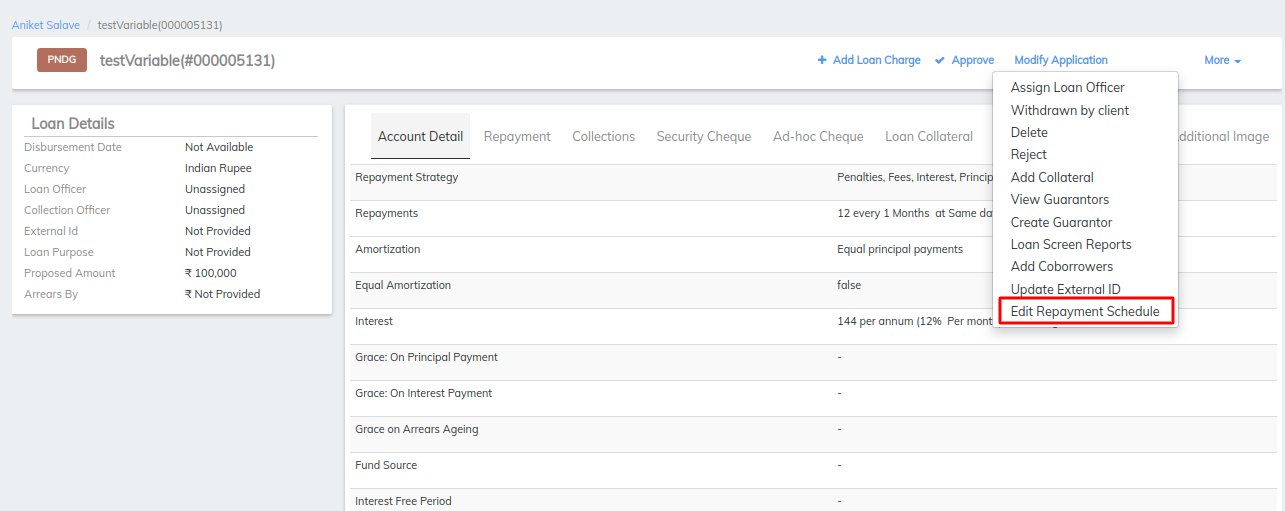 Aniket Salave / testVariable(000005131)
PNDG testVariable(#000005131)
Add Loan Charge Approve Modify Application More
Assign Loan Officer
Withdrawn by client
Delete
Reject
Add Collateral
View Guarantors
Create Guarantor
Loan Screen Reports
Add Coborrowers
Update External ID
Edit Repayment Schedule
Loan Details
Disbursement Date Not Available
Currency Indian Rupee
Loan Officer Unassigned
Collection Officer Unassigned
External Id Not Provided
Loan Purpose Not Provided
Proposed Amount ₹ 100,000
Arrears By ₹ Not Provided
Account Detail Repayment Collections Security Cheque Ad-hoc Cheque Loan Collateral dditional Image
Repayment Strategy Penalties, Fees, Interest, Princip
Repayments 12 every 1 Months at Same da
Amortization Equal principal payments
Equal Amortization false
Interest 144 per annum (12% Per mont
Grace: On Principal Payment -
Grace: On Interest Payment -
Grace on Arrears Ageing -
Fund Source -
Interest Free Period -